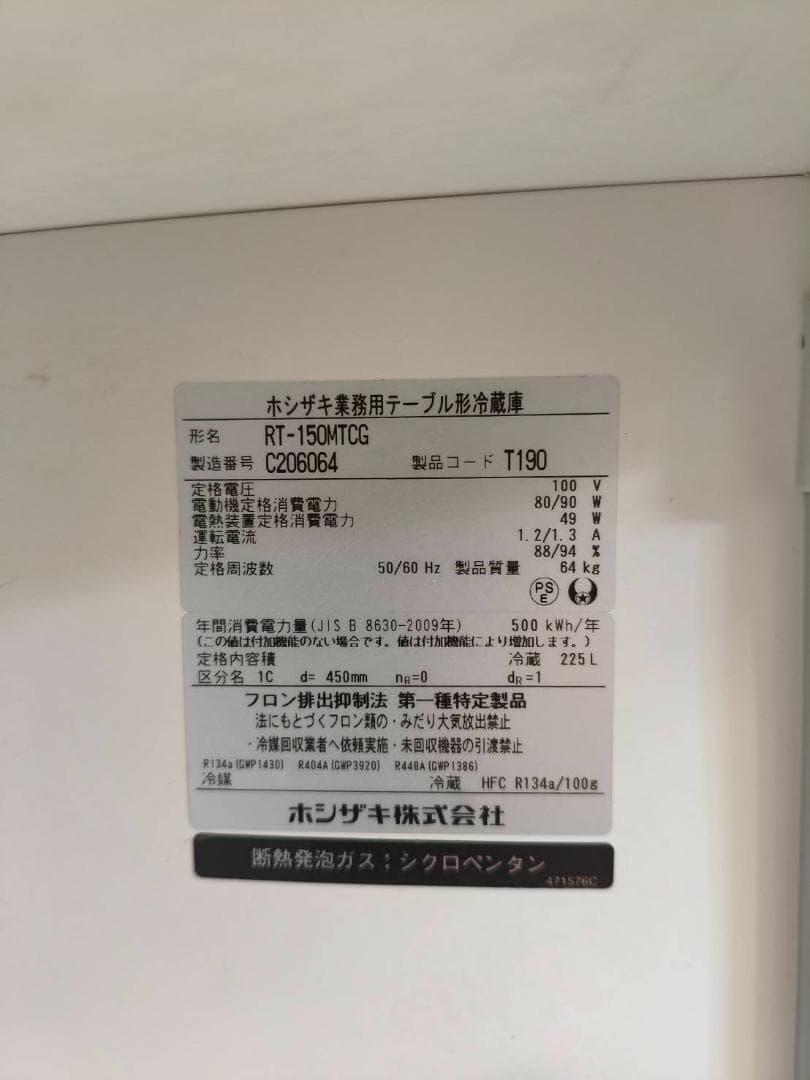 ホシザキ業務用テーブル形冷蔵庫
形名 RT-150MTCG
製造番号 C206064 製品コード T190
定格電圧 100 V
電動機定格消費電力 80/90 W
電熱装置定格消費電力 49 W
運転電流 1.2/1.3 A
力率 88/94 %
定格周波数 50/60 Hz 製品質量 64 kg
PS
E
年間消費電力量(JIS B 8630-2009年) 500 kWh/年
(この値は付加機能のない場合です。値は付加機能により増加します。)
定格内容積 冷蔵 225 L
区分名 1C d= 450mm nR=0 dR=1
フロン排出抑制法 第一種特定製品
法にもとづくフロン類の・みだり大気放出禁止
・冷媒回収業者へ依頼実施・未回収機器の引渡禁止
R134a(GWP1430) R404A(GWP3920) R448A(GWP1386)
冷媒 冷蔵 HFC R134a/100g
ホシザキ株式会社
断熱発泡ガス:シクロペンタン
471576C